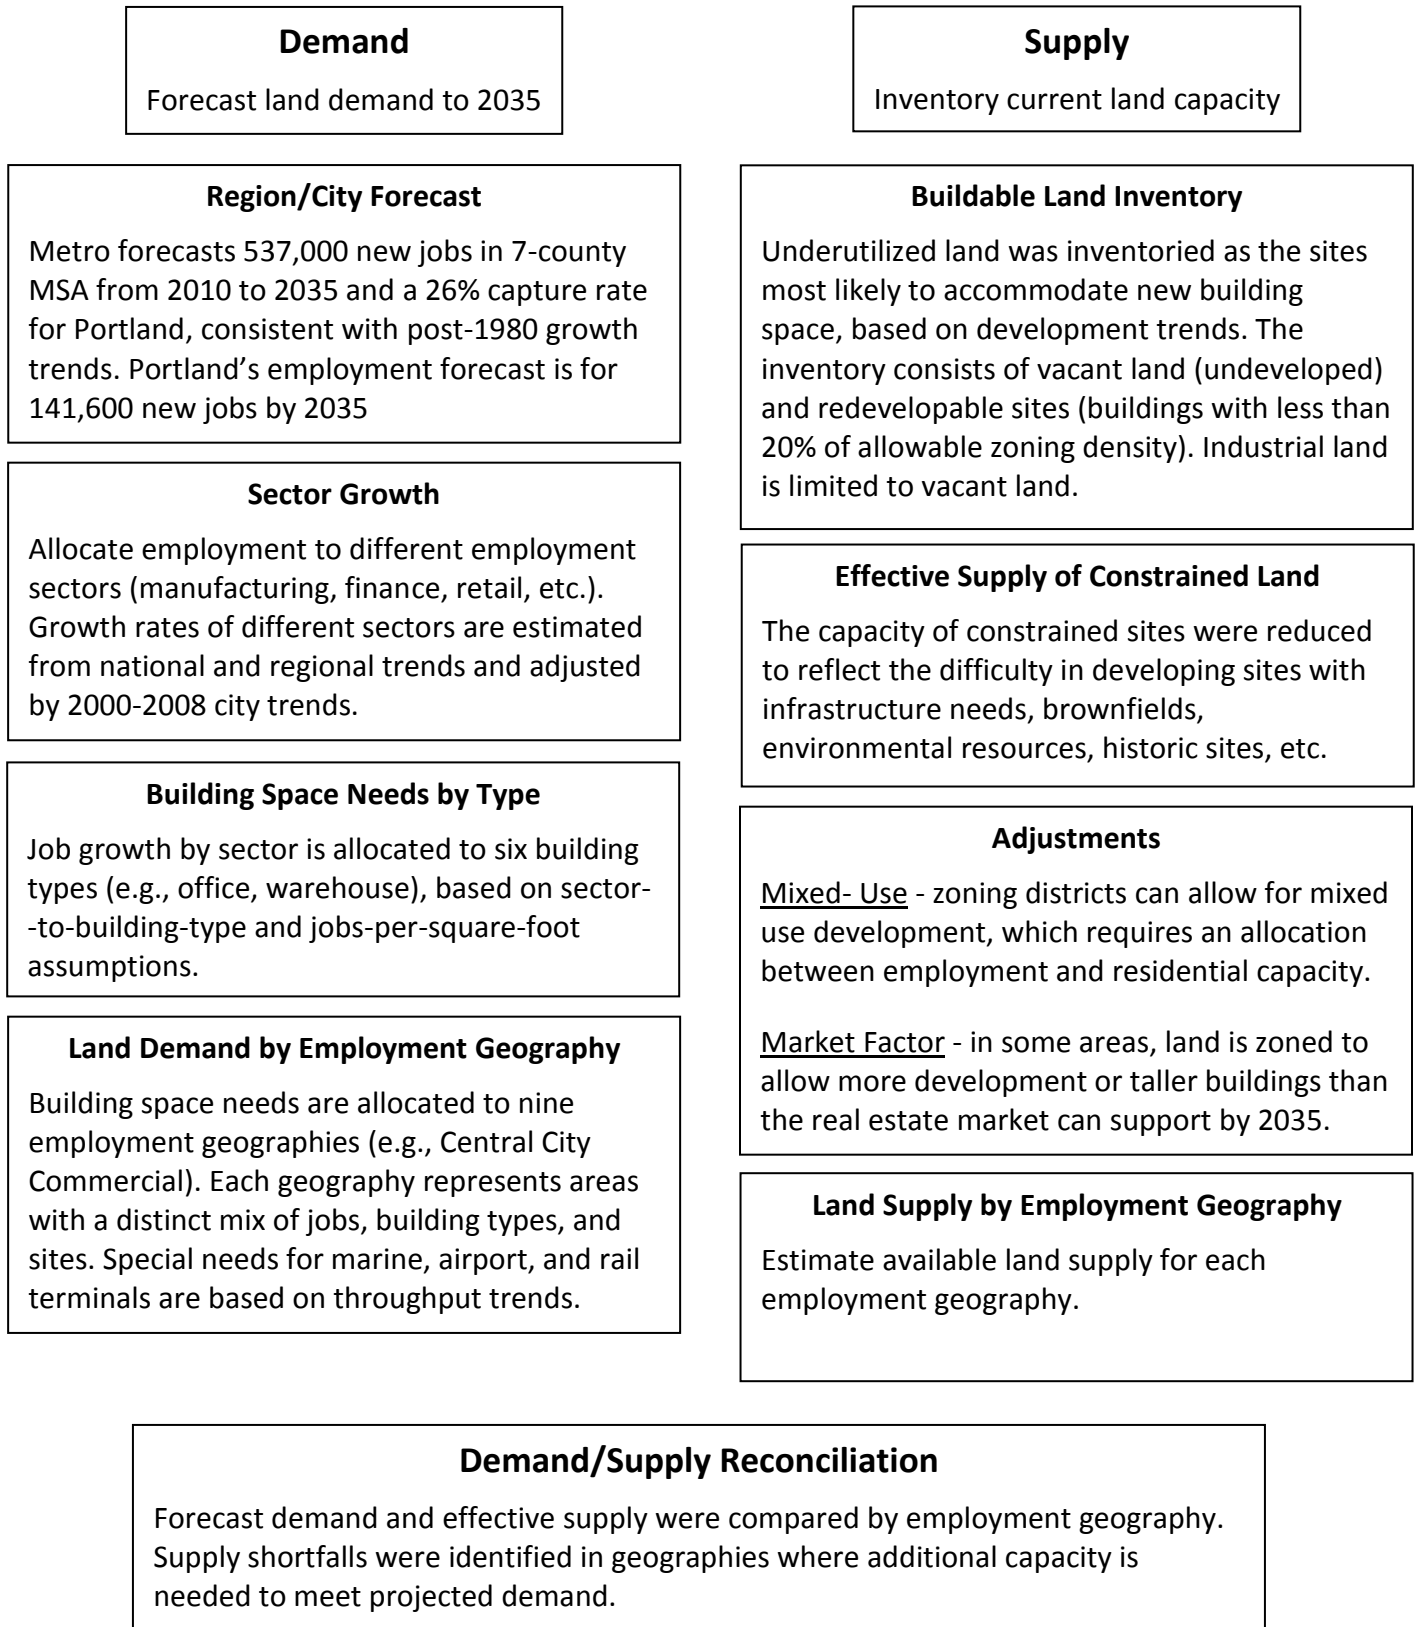 Demand
Forecast land demand to 2035
Supply
Inventory current land capacity
Region/City Forecast
Metro forecasts 537,000 new jobs in 7-county
MSA from 2010 to 2035 and a 26% capture rate
for Portland, consistent with post-1980 growth
trends. Portland’s employment forecast is for
141,600 new jobs by 2035
Sector Growth
Allocate employment to different employment
sectors (manufacturing, finance, retail, etc.).
Growth rates of different sectors are estimated
from national and regional trends and adjusted
by 2000-2008 city trends.
Building Space Needs by Type
Job growth by sector is allocated to six building
types (e.g., office, warehouse), based on sector-
-to-building-type and jobs-per-square-foot
assumptions.
Land Demand by Employment Geography
Building space needs are allocated to nine
employment geographies (e.g., Central City
Commercial). Each geography represents areas
with a distinct mix of jobs, building types, and
sites. Special needs for marine, airport, and rail
terminals are based on throughput trends.
Buildable Land Inventory
Underutilized land was inventoried as the sites
most likely to accommodate new building
space, based on development trends. The
inventory consists of vacant land (undeveloped)
and redevelopable sites (buildings with less than
20% of allowable zoning density). Industrial land
is limited to vacant land.
Effective Supply of Constrained Land
The capacity of constrained sites were reduced
to reflect the difficulty in developing sites with
infrastructure needs, brownfields,
environmental resources, historic sites, etc.
Adjustments
Mixed- Use - zoning districts can allow for mixed
use development, which requires an allocation
between employment and residential capacity.
Market Factor - in some areas, land is zoned to
allow more development or taller buildings than
the real estate market can support by 2035.
Land Supply by Employment Geography
Estimate available land supply for each
employment geography.
Demand/Supply Reconciliation
Forecast demand and effective supply were compared by employment geography.
Supply shortfalls were identified in geographies where additional capacity is
needed to meet projected demand.